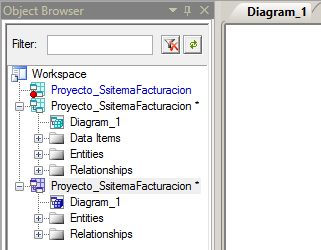 Object Browser
Diagram_1
Filter:
Workspace
Proyecto_SsitemaFacturacion
Proyecto_SsitemaFacturacion *
Diagram_1
Data Items
Entities
Relationships
Proyecto_SsitemaFacturacion *
Diagram_1
Entities
Relationships